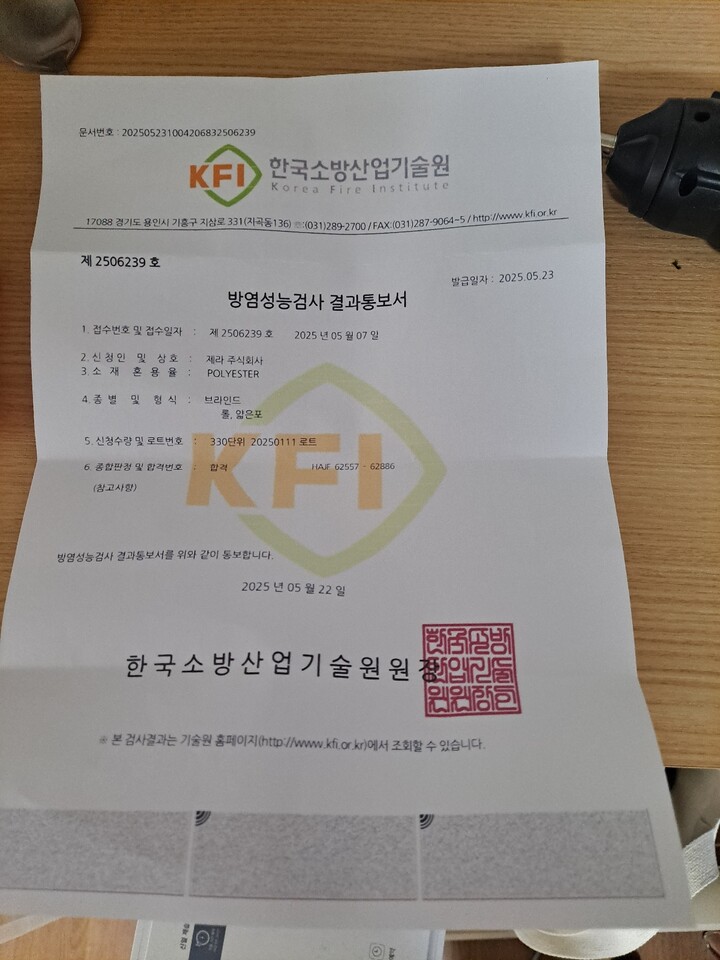 문서번호 : 202505231004206832506239
KFI 한국소방산업기술원
Korea Fire Institute
17088 경기도 용인시 기흥구 지삼로 331(지곡동136) ☏:(031)289-2700 / FAX:(031)287-9064~5 / http://www.kfi.or.kr
제 2506239 호
발급일자 : 2025.05.23
방염성능검사 결과통보서
1. 접수번호 및 접수일자 : 제 2506239 호 2025 년 05 월 07 일
2. 신 청 인 및 상 호 : 제라 주식회사
3. 소 재 혼 용 율 : POLYESTER
4. 종 별 및 형 식 : 브라인드
롤, 얇은포
5. 신청수량 및 로트번호 : 330단위 20250111 로트
6. 종합판정 및 합격번호 : 합격 HAJF 62557 - 62886
(참고사항)
KFI
방염성능검사 결과통보서를 위와 같이 통보합니다.
2025 년 05 월 22 일
한국소방산업기술원원장
※ 본 검사결과는 기술원 홈페이지(http://www.kfi.or.kr)에서 조회할 수 있습니다.